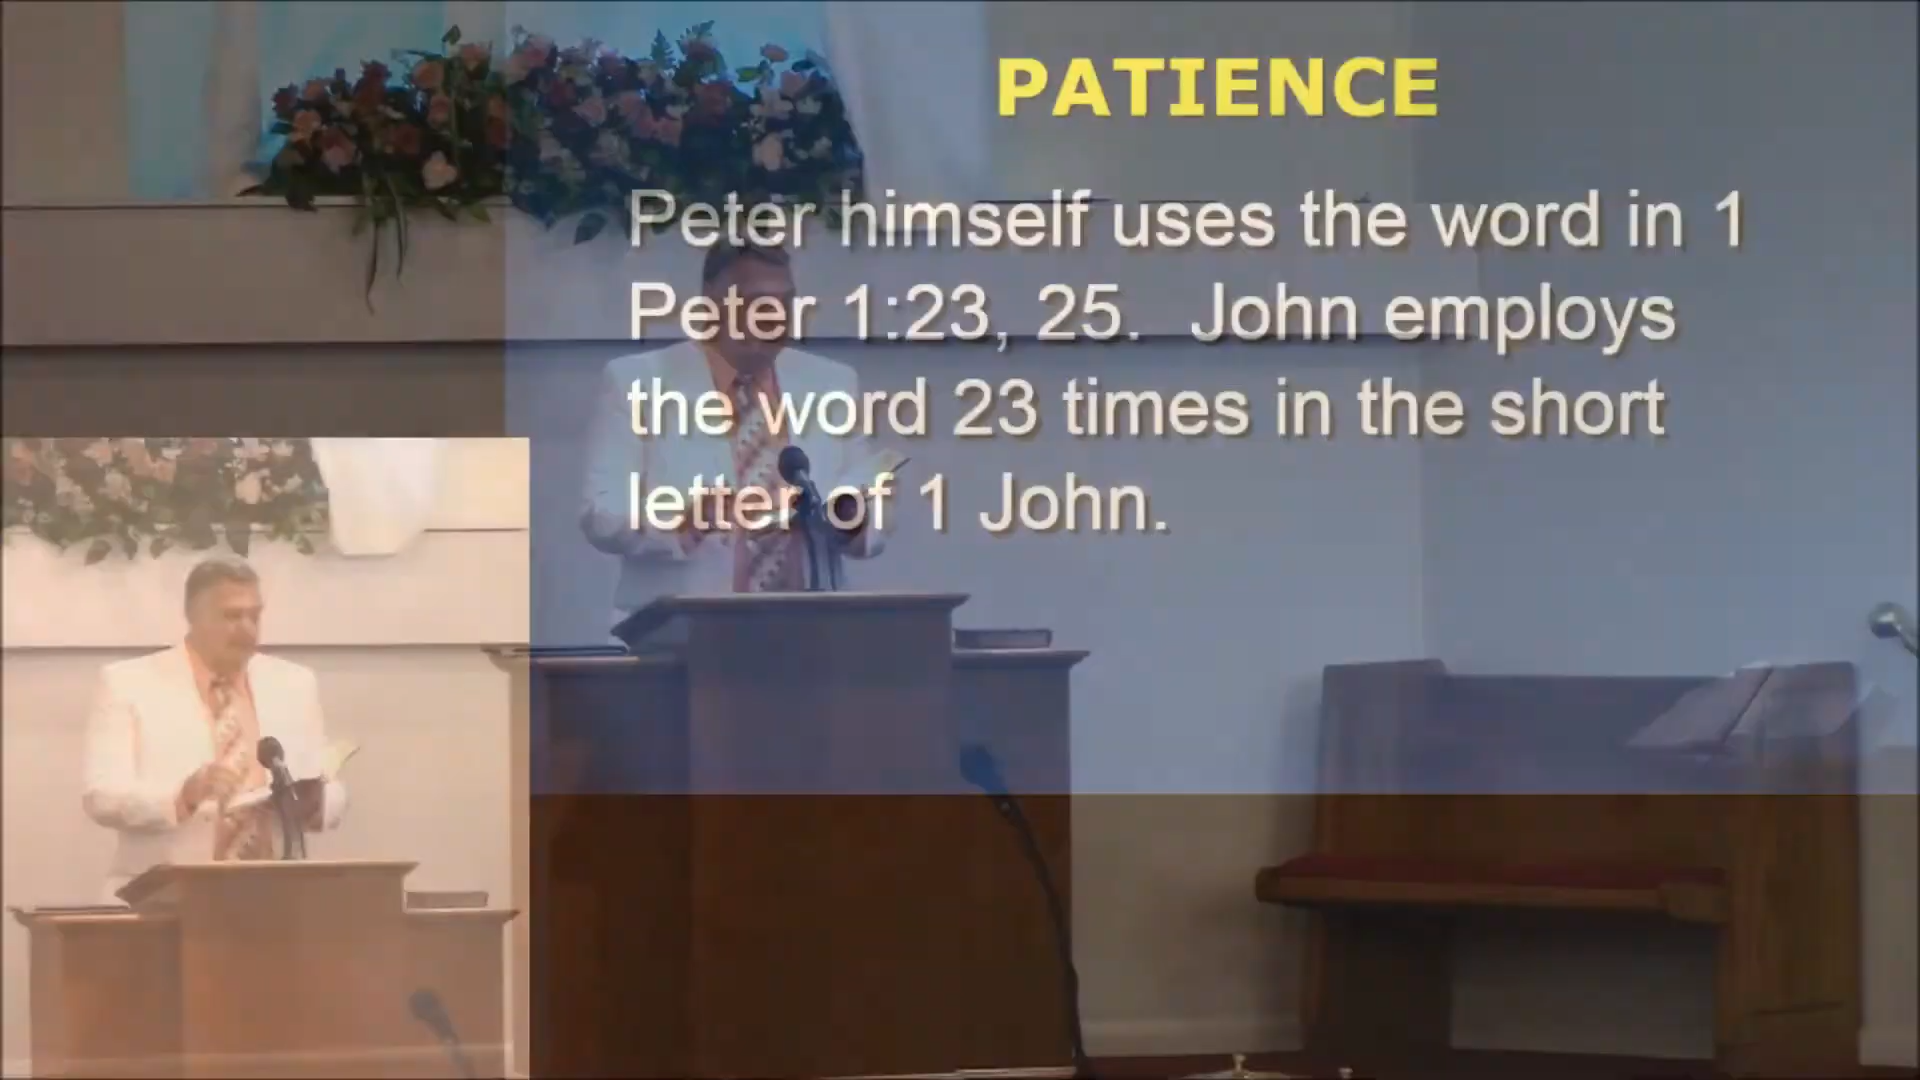 PATIENCE
Peter himself uses the word in 1
Peter 1:23, 25.  John employs
the word 23 times in the short
letter of 1 John.